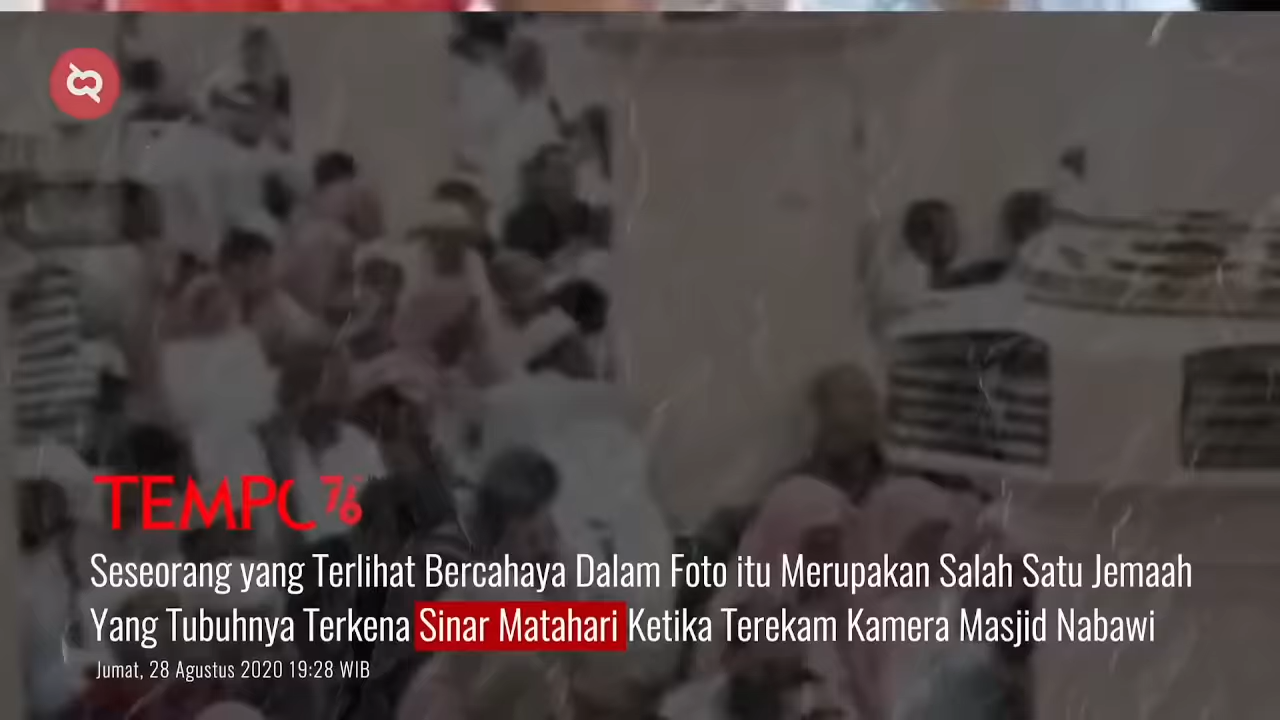 TEMPO 76
Seseorang yang Terlihat Bercahaya Dalam Foto itu Merupakan Salah Satu Jemaah
Yang Tubuhnya Terkena Sinar Matahari Ketika Terekam Kamera Masjid Nabawi
Jumat, 28 Agustus 2020 19:28 WIB